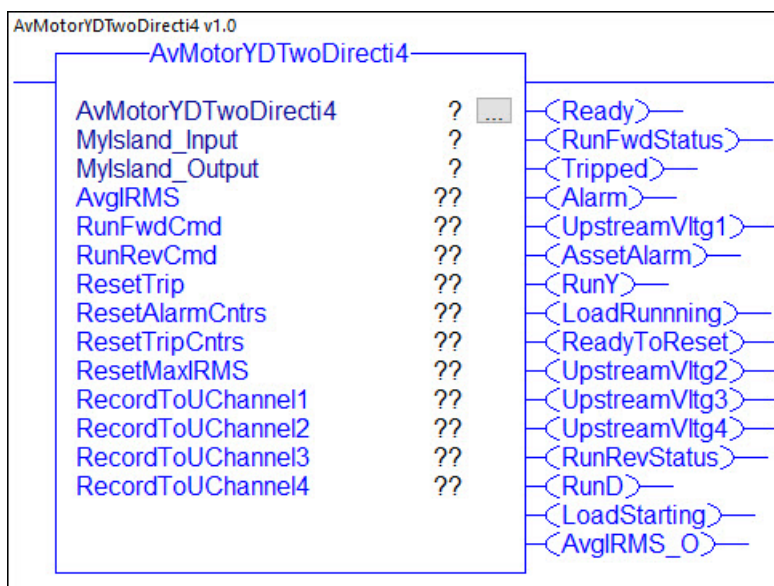 AvMotorYDTwoDirecti4 v1.0
AvMotorYDTwoDirecti4
AvMotorYDTwoDirecti4 ? ... Ready
MyIsland_Input ? RunFwdStatus
MyIsland_Output ? Tripped
AvgIRMS ?? Alarm
RunFwdCmd ?? UpstreamVltg1
RunRevCmd ?? AssetAlarm
ResetTrip ?? RunY
ResetAlarmCntrs ?? LoadRunnning
ResetTripCntrs ?? ReadyToReset
ResetMaxIRMS ?? UpstreamVltg2
RecordToUChannel1 ?? UpstreamVltg3
RecordToUChannel2 ?? UpstreamVltg4
RecordToUChannel3 ?? RunRevStatus
RecordToUChannel4 ?? RunD
LoadStarting
AvgIRMS_O